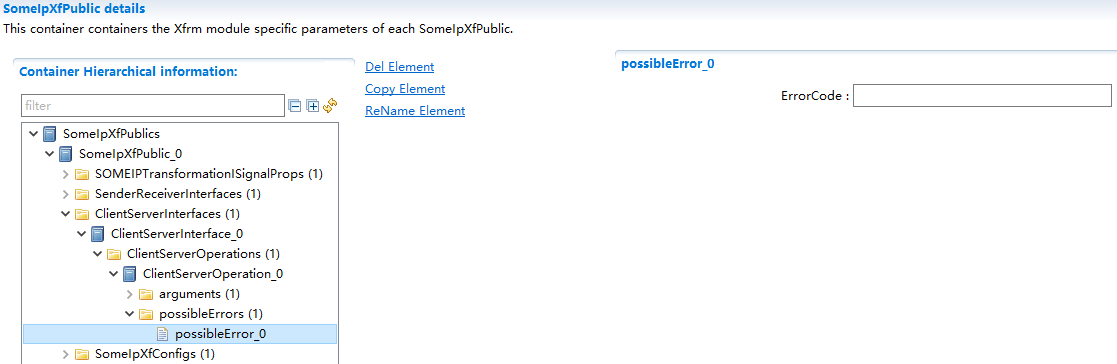 SomeIpXfPublic details
This container containers the Xfrm module specific parameters of each SomeIpXfPublic.
Container Hierarchical information:
filter
SomeIpXfPublics
SomeIpXfPublic_0
SOMEIPTransformationISignalProps (1)
SenderReceiverInterfaces (1)
ClientServerInterfaces (1)
ClientServerInterface_0
ClientServerOperations (1)
ClientServerOperation_0
arguments (1)
possibleErrors (1)
possibleError_0
SomeIpXfConfigs (1)
Del Element
Copy Element
ReName Element
possibleError_0
ErrorCode :